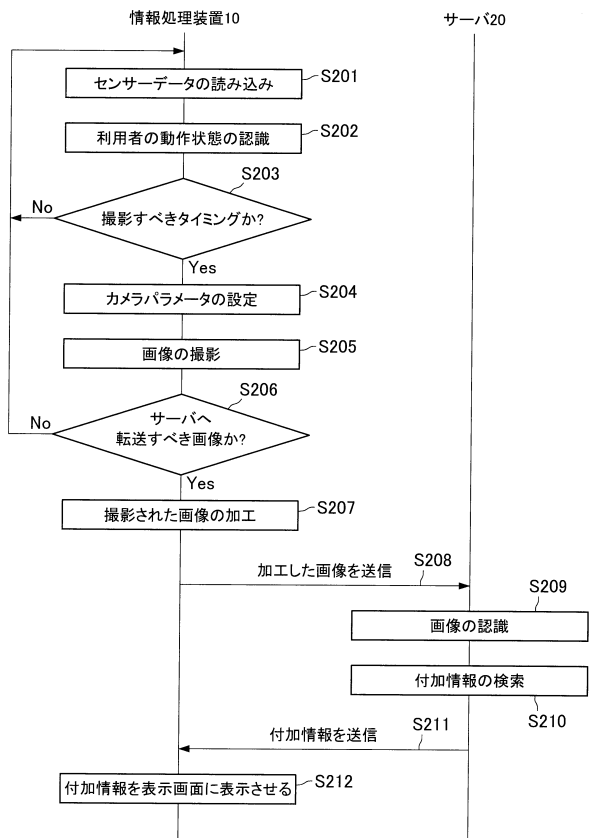 情報処理装置10
サーバ20
センサーデータの読み込み
S201
利用者の動作状態の認識
S202
S203
撮影すべきタイミングか?
No
Yes
カメラパラメータの設定
S204
画像の撮影
S205
S206
サーバへ
転送すべき画像か?
No
Yes
撮影された画像の加工
S207
加工した画像を送信
S208
S209
画像の認識
付加情報の検索
S210
付加情報を送信
S211
付加情報を表示画面に表示させる
S212